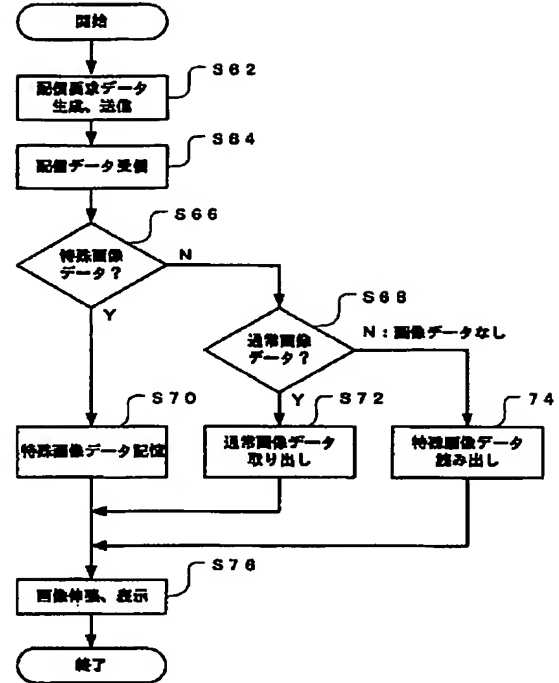 開始
S62
配信要求データ
生成、送信
S64
配信データ受信
S66
特殊画像
データ?
N
Y
S68
通常画像
データ?
N:画像データなし
Y
S70
特殊画像データ記憶
S72
通常画像データ
取り出し
74
特殊画像データ
読み出し
S76
画像伸張、表示
終了